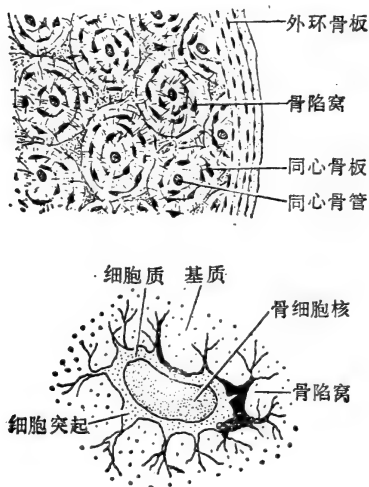 外环骨板
骨陷窝
同心骨板
同心骨管
细胞质 基质
骨细胞核
骨陷窝
细胞突起